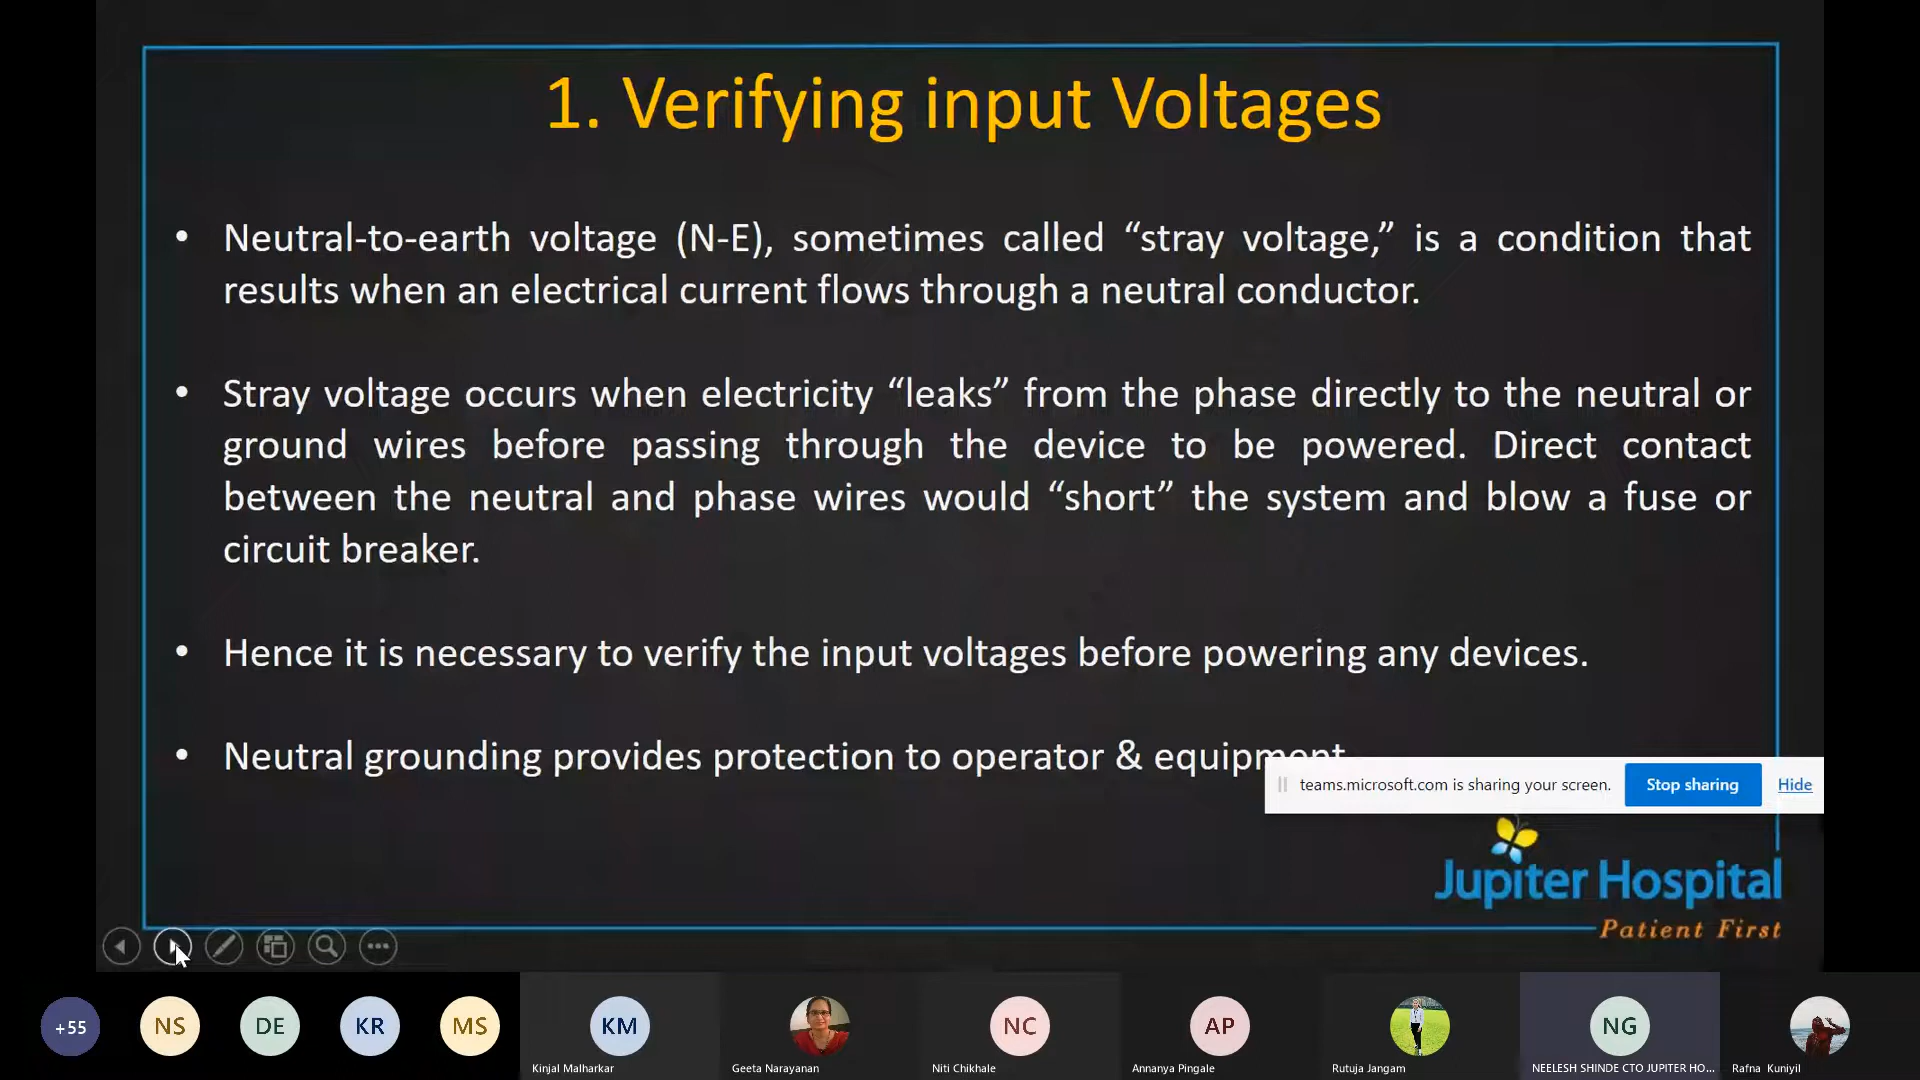 1. Verifying input Voltages
• Neutral-to-earth voltage (N-E), sometimes called “stray voltage,” is a condition that
results when an electrical current flows through a neutral conductor.
• Stray voltage occurs when electricity “leaks” from the phase directly to the neutral or
ground wires before passing through the device to be powered. Direct contact
between the neutral and phase wires would “short” the system and blow a fuse or
circuit breaker.
• Hence it is necessary to verify the input voltages before powering any devices.
• Neutral grounding provides protection to operator & equipment.
teams.microsoft.com is sharing your screen. Stop sharing Hide
Jupiter Hospital
Patient First
+55 NS DE KR MS KM NC AP NG
Kinjal Malharkar Geeta Narayanan Niti Chikhale Annanya Pingale Rutuja Jangam NEELESH SHINDE CTO JUPITER HO... Rafna Kuniyil